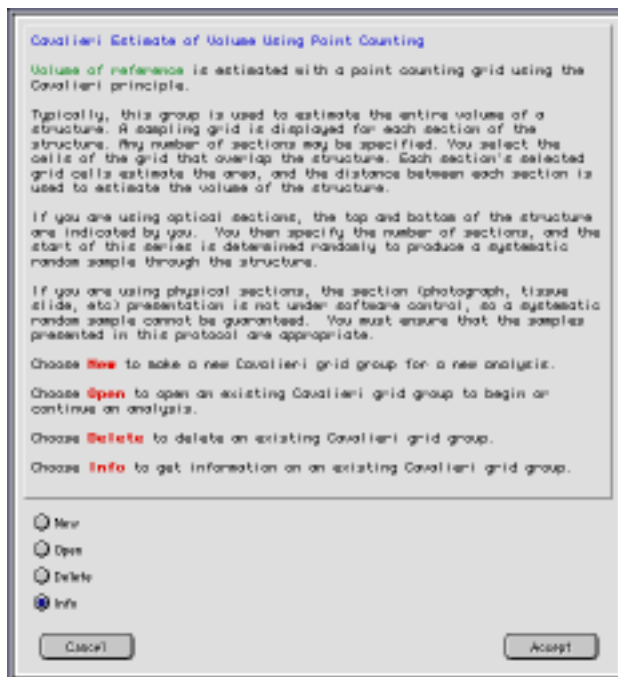 Cavalieri Estimate of Volume Using Point Counting
Volume of reference is estimated with a point counting grid using the
Cavalieri principle.
Typically, this group is used to estimate the entire volume of a
structure. A sampling grid is displayed for each section of the
structure. Any number of sections may be specified. You select the
cells of the grid that overlap the structure. Each section's selected
grid cells estimate the area, and the distance between each section is
used to estimate the volume of the structure.
If you are using optical sections, the top and bottom of the structure
are indicated by you. You then specify the number of sections, and the
start of this series is determined randomly to produce a systematic
random sample through the structure.
If you are using physical sections, the section (photograph, tissue
slide, etc) presentation is not under software control, so a systematic
random sample cannot be guaranteed. You must ensure that the samples
presented in this protocol are appropriate.
Choose New to make a new Cavalieri grid group for a new analysis.
Choose Open to open an existing Cavalieri grid group to begin or
continue an analysis.
Choose Delete to delete an existing Cavalieri grid group.
Choose Info to get information on an existing Cavalieri grid group.
New
Open
Delete
Info
Cancel
Accept